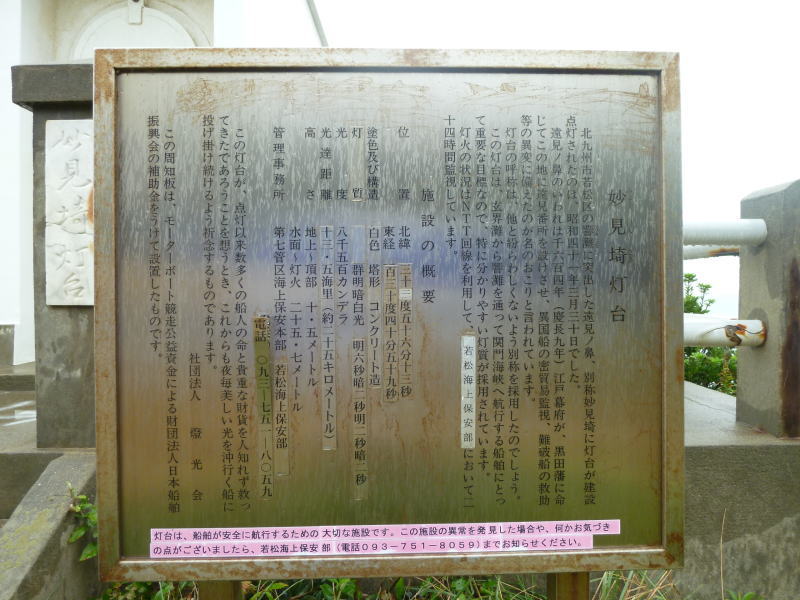 妙見埼灯台
北九州市若松区の響灘に突出した遠見ノ鼻、別称妙見埼に灯台が建設
点灯されたのは、昭和四十一年三月三十日でした。
遠見ノ鼻のいわれは千六百四年(慶長九年)江戸幕府が、黒田藩に命
じてこの地に遠見番所を設けさせ、異国船の密貿易監視、難破船の救助
等の異変に備えたのが名のおこりと言われています。
灯台の呼称は、他と紛らわしくないよう別称を採用したのでしょう。
この灯台は、玄界灘から響灘を通って関門海峡へ航行する船舶にとっ
て重要な目標なので、特に分かりやすい灯質が採用されています。
灯火の状況はNTT回線を利用して、若松海上保安部において二
十四時間監視しています。
施設の概要
位置 北緯 三十三度五十六分十三秒
東経 百三十度四十分五十九秒
塗色及び構造 白色 塔形 コンクリート造
灯質 群明暗白光 明六秒暗一秒明二秒暗二秒
光度 八千五百カンデラ
光達距離 十三・五海里(約二十五キロメートル)
高さ 地上〜頂部 十・五メートル
水面〜灯火 二十五・七メートル
管理事務所 第七管区海上保安本部 若松海上保安部
電話、〇九三―七五一―八〇五九
この灯台が、点灯以来数多くの船人の命と貴重な財貨を人知れず救っ
てきたであろうことを想うとき、これからも夜毎美しい光を沖行く船に
投げ掛け続けるよう祈念するものであります。
社団法人 燈光会
この周知板は、モーターボート競走公益資金による財団法人日本船舶
振興会の補助金をうけて設置したものです。
灯台は、船舶が安全に航行するための大切な施設です。この施設の異常を発見した場合や、何かお気づき
の点がございましたら、若松海上保安部(電話093-751-8059)までお知らせください。
妙見埼灯台